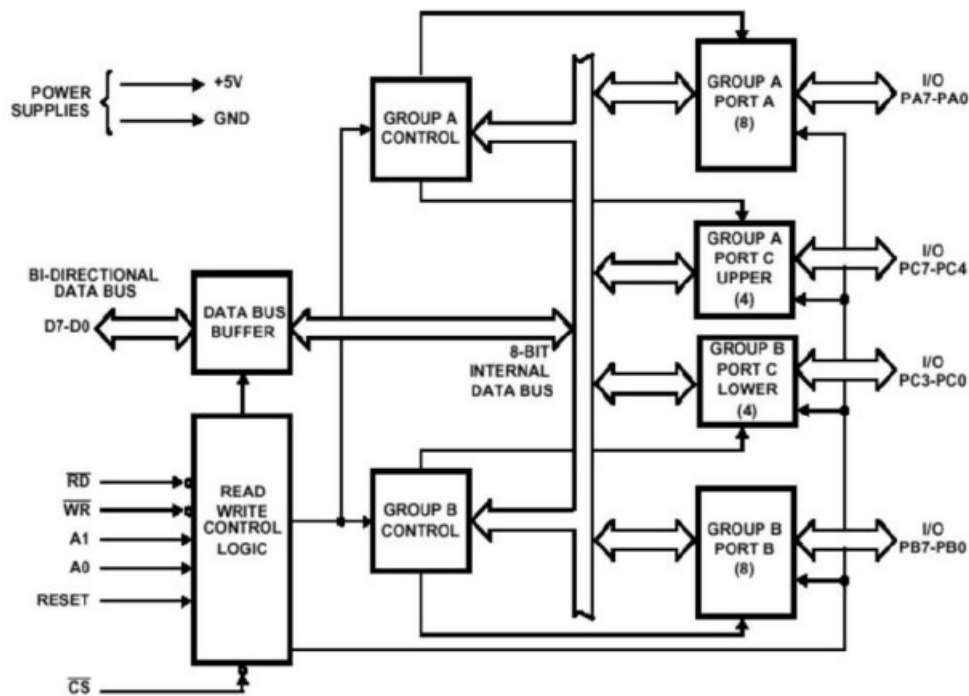 POWER
SUPPLIES
+5V
GND
GROUP A
CONTROL
GROUP A
PORT A
(8)
I/O
PA7-PA0
GROUP A
PORT C
UPPER
(4)
I/O
PC7-PC4
BI-DIRECTIONAL
DATA BUS
D7-D0
DATA BUS
BUFFER
8-BIT
INTERNAL
DATA BUS
GROUP B
PORT C
LOWER
(4)
I/O
PC3-PC0
RD
WR
A1
A0
RESET
CS
READ
WRITE
CONTROL
LOGIC
GROUP B
CONTROL
GROUP B
PORT B
(8)
I/O
PB7-PB0